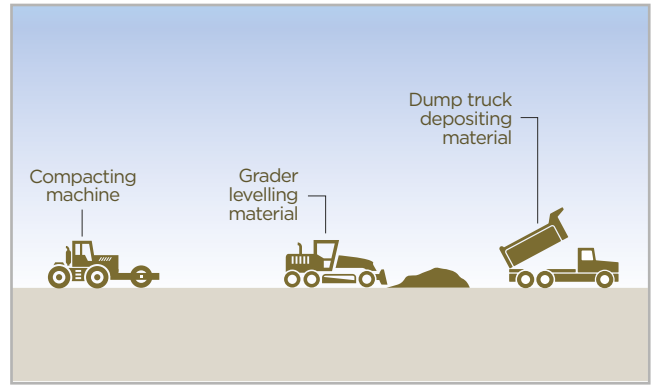 Compacting
machine
Grader
levelling
material
Dump truck
depositing
material